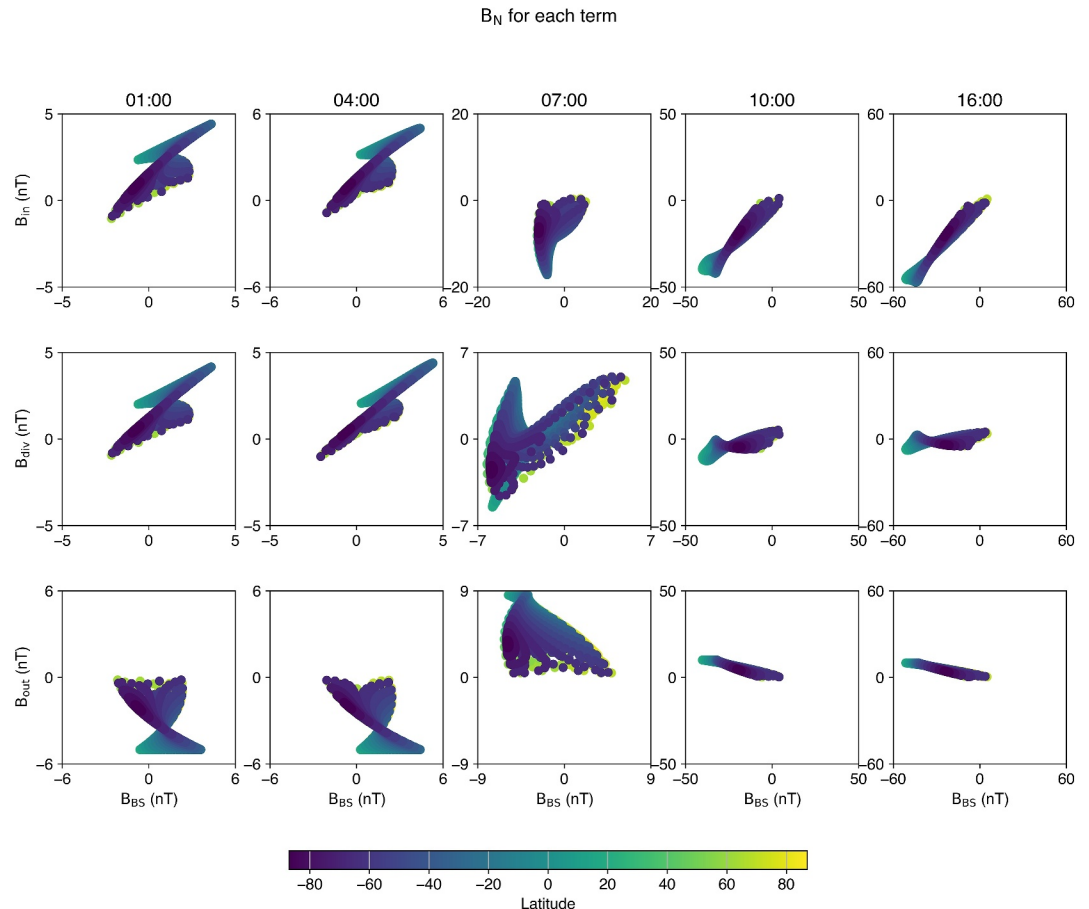 B_N for each term
01:00 04:00 07:00 10:00 16:00
5 6 20 50 60
B_in (nT) 0 0 0 0 0
−5 −6 −20 −50 −60
−5 0 5 −6 0 6 −20 0 20 −50 0 50 −60 0 60
5 5 7 50 60
B_div (nT) 0 0 0 0 0
−5 −5 −7 −50 −60
−5 0 5 −5 0 5 −7 0 7 −50 0 50 −60 0 60
6 6 9 50 60
B_out (nT) 0 0 0 0 0
−6 −6 −9 −50 −60
−6 0 6 −6 0 6 −9 0 9 −50 0 50 −60 0 60
B_BS (nT) B_BS (nT) B_BS (nT) B_BS (nT) B_BS (nT)
−80 −60 −40 −20 0 20 40 60 80
Latitude